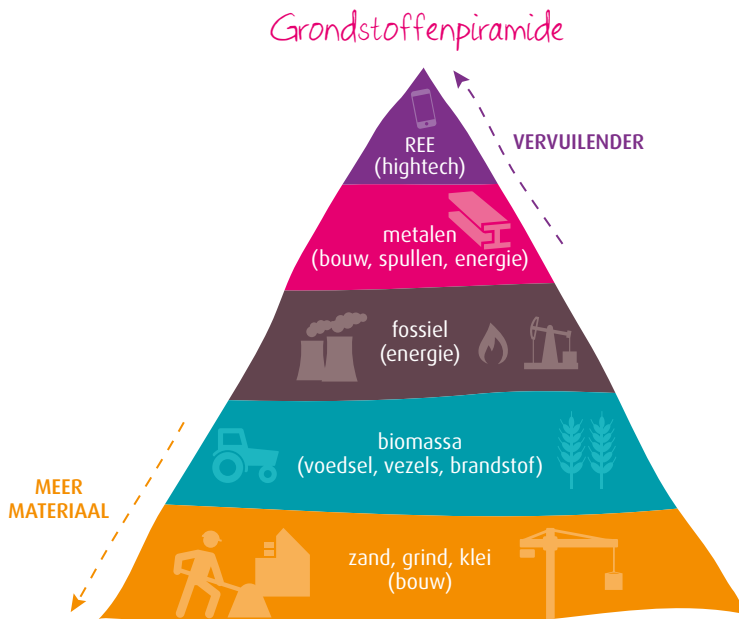 Grondstoffenpiramide
VERVUILENDER
REE
(hightech)
metalen
(bouw, spullen, energie)
fossiel
(energie)
biomassa
(voedsel, vezels, brandstof)
MEER
MATERIAAL
zand, grind, klei
(bouw)